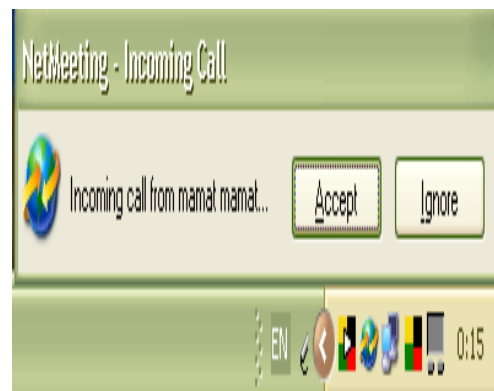 NetMeeting - Incoming Call
Incoming call from mamat mamat...
Accept
Ignore
EN
0:15